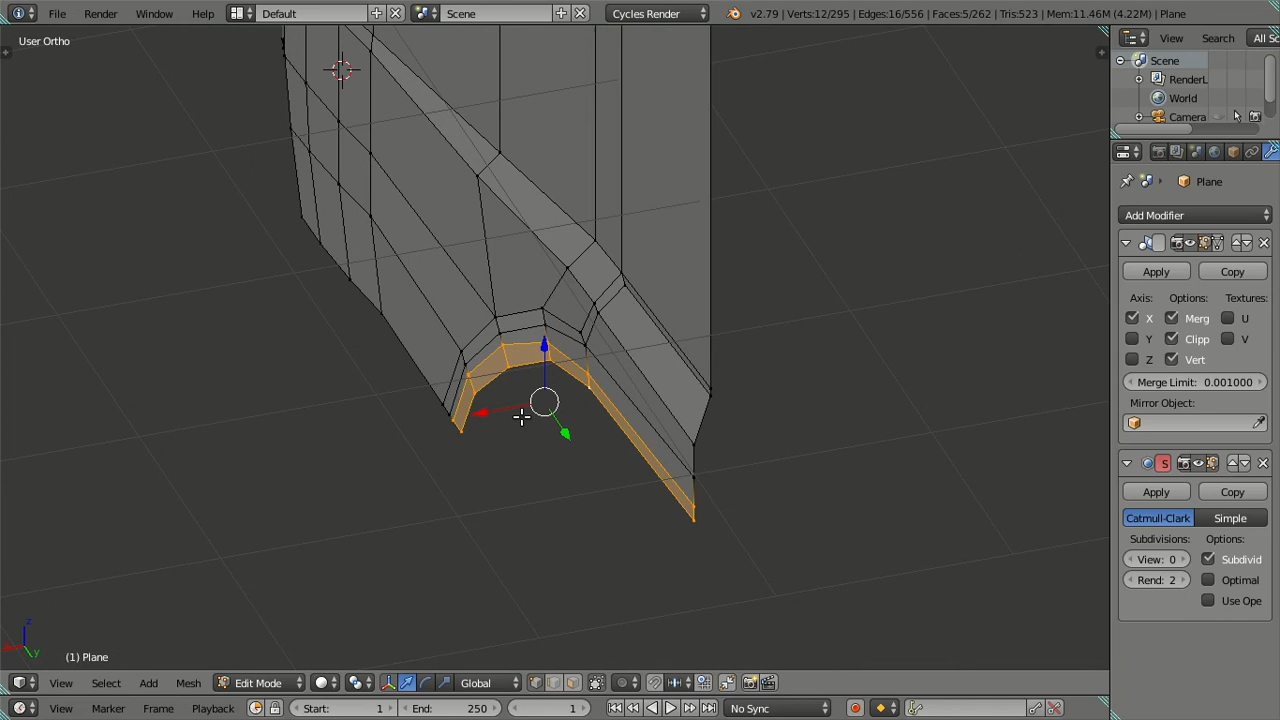 File Render Window Help Default Scene Cycles Render v2.79 | Verts:12/295 | Edges:16/556 | Faces:5/262 | Tris:523 | Mem:11.46M (4.22M) | Plane
User Ortho
View Search All Sc
Scene
RenderL
World
Camera
Plane
Add Modifier
Apply Copy
Axis: Options: Textures:
X Merg U
Y Clipp V
Z Vert
Merge Limit: 0.001000
Mirror Object:
S
Apply Copy
Catmull-Clark Simple
Subdivisions: Options:
View: 0 Subdivid
Rend: 2 Optimal
Use Ope
z
y
(1) Plane
View Select Add Mesh Edit Mode Global
View Marker Frame Playback Start: 1 End: 250 1 No Sync